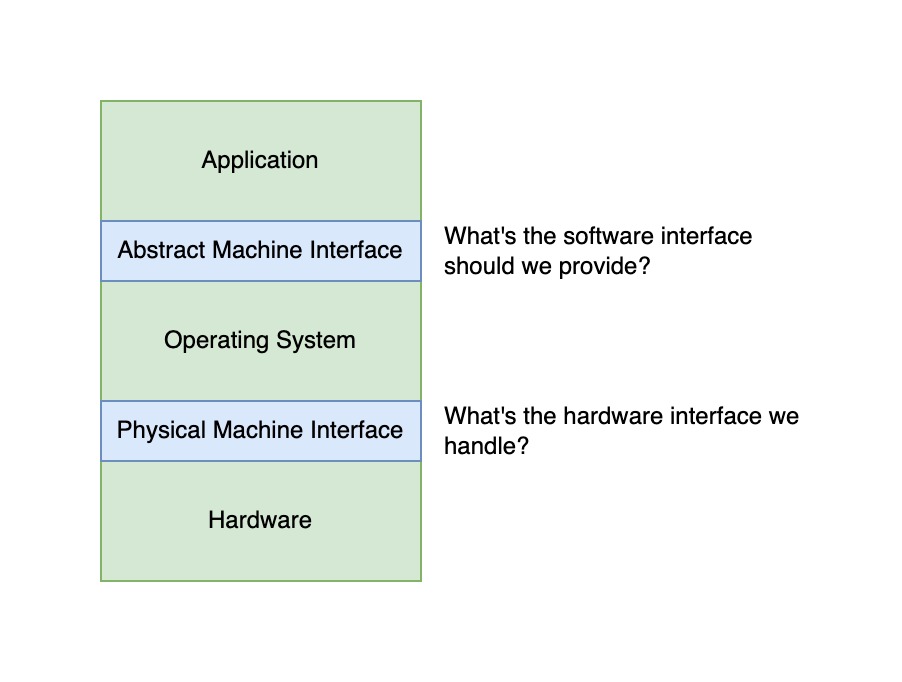 Application
Abstract Machine Interface
What's the software interface
should we provide?
Operating System
Physical Machine Interface
What's the hardware interface we
handle?
Hardware